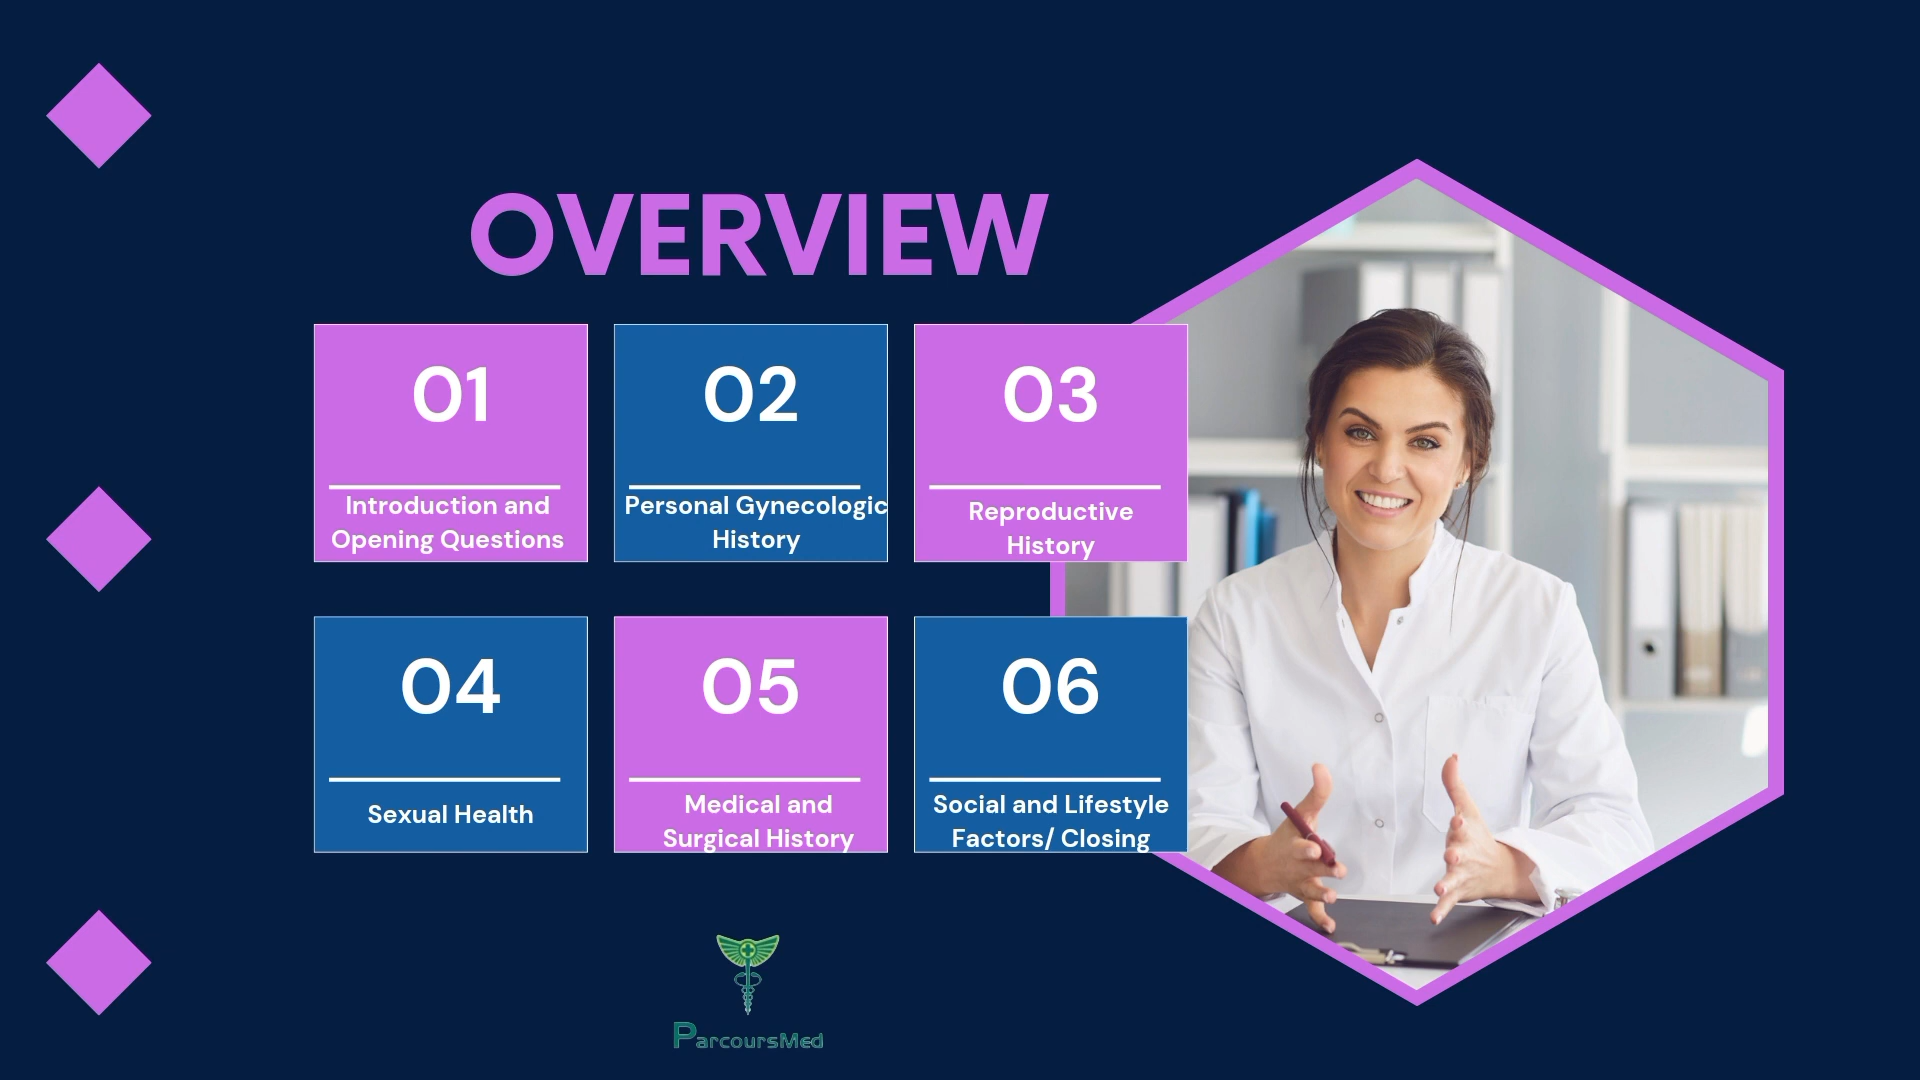 OVERVIEW
01
Introduction and
Opening Questions
02
Personal Gynecologic
History
03
Reproductive
History
04
Sexual Health
05
Medical and
Surgical History
06
Social and Lifestyle
Factors/ Closing
ParcoursMed